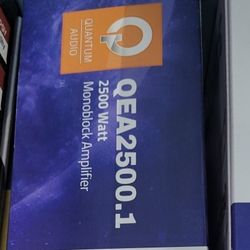 QUANTUM
AUDIO
QEA2500.1
2500 Watt
Monoblock Amplifier